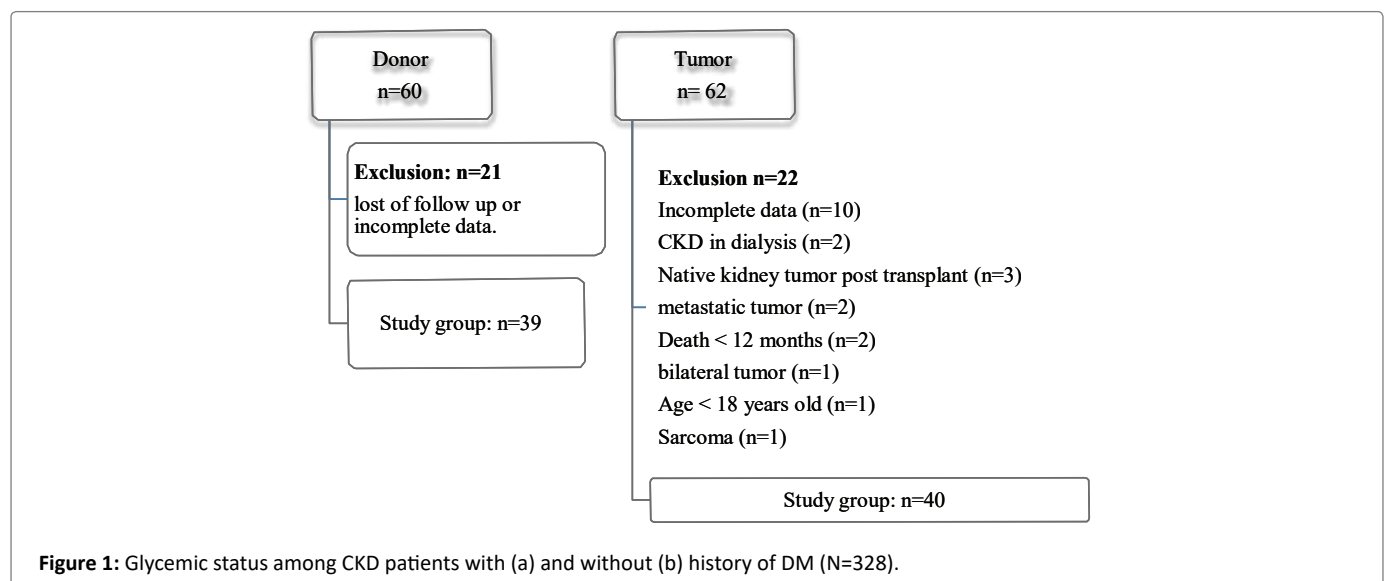 Donor
n=60
Exclusion: n=21
lost of follow up or
incomplete data.
Study group: n=39
Tumor
n= 62
Exclusion n=22
Incomplete data (n=10)
CKD in dialysis (n=2)
Native kidney tumor post transplant (n=3)
metastatic tumor (n=2)
Death < 12 months (n=2)
bilateral tumor (n=1)
Age < 18 years old (n=1)
Sarcoma (n=1)
Study group: n=40
Figure 1: Glycemic status among CKD patients with (a) and without (b) history of DM (N=328).